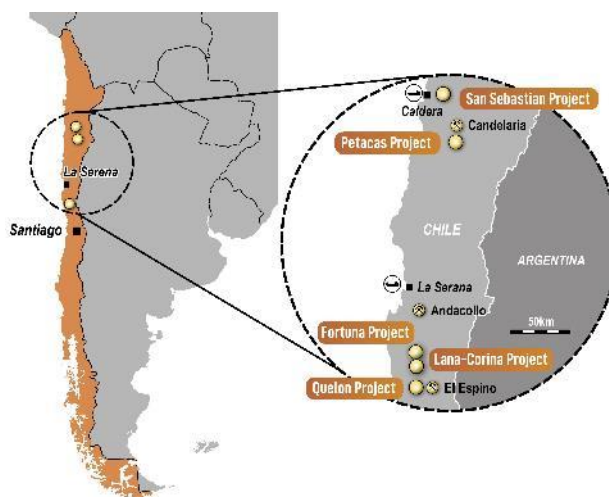 La Serena
Santiago
San Sebastian Project
Caldera
Candelaria
Petacas Project
CHILE
ARGENTINA
La Serana
Andacollo
50km
Fortuna Project
Lana-Corina Project
Quelon Project
El Espino